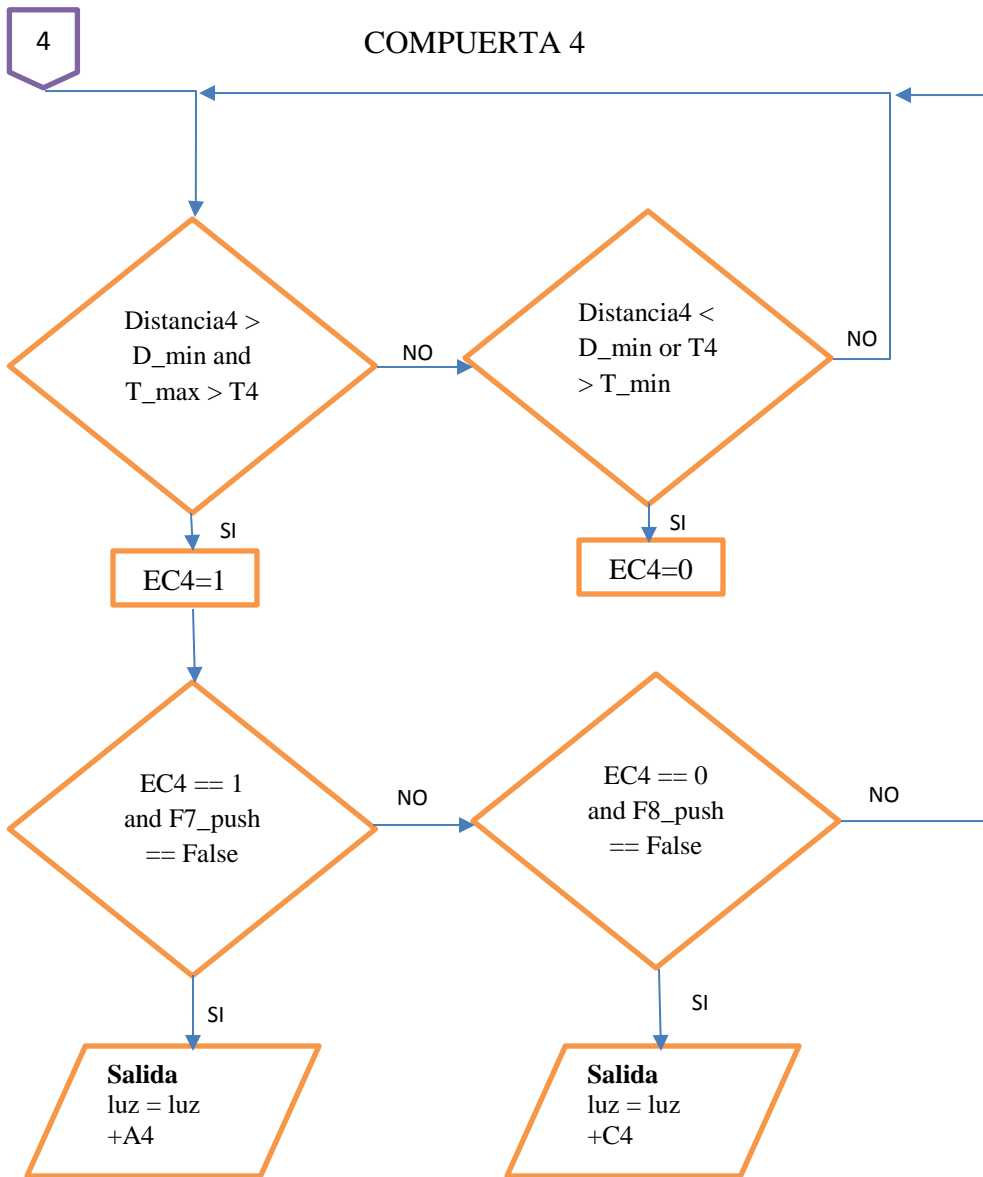 4
COMPUERTA 4
Distancia4 >
D_min and
T_max > T4
NO
Distancia4 <
D_min or T4
> T_min
NO
SI
SI
EC4=1
EC4=0
EC4 == 1
and F7_push
== False
NO
EC4 == 0
and F8_push
== False
NO
SI
SI
Salida
luz = luz
+A4
Salida
luz = luz
+C4